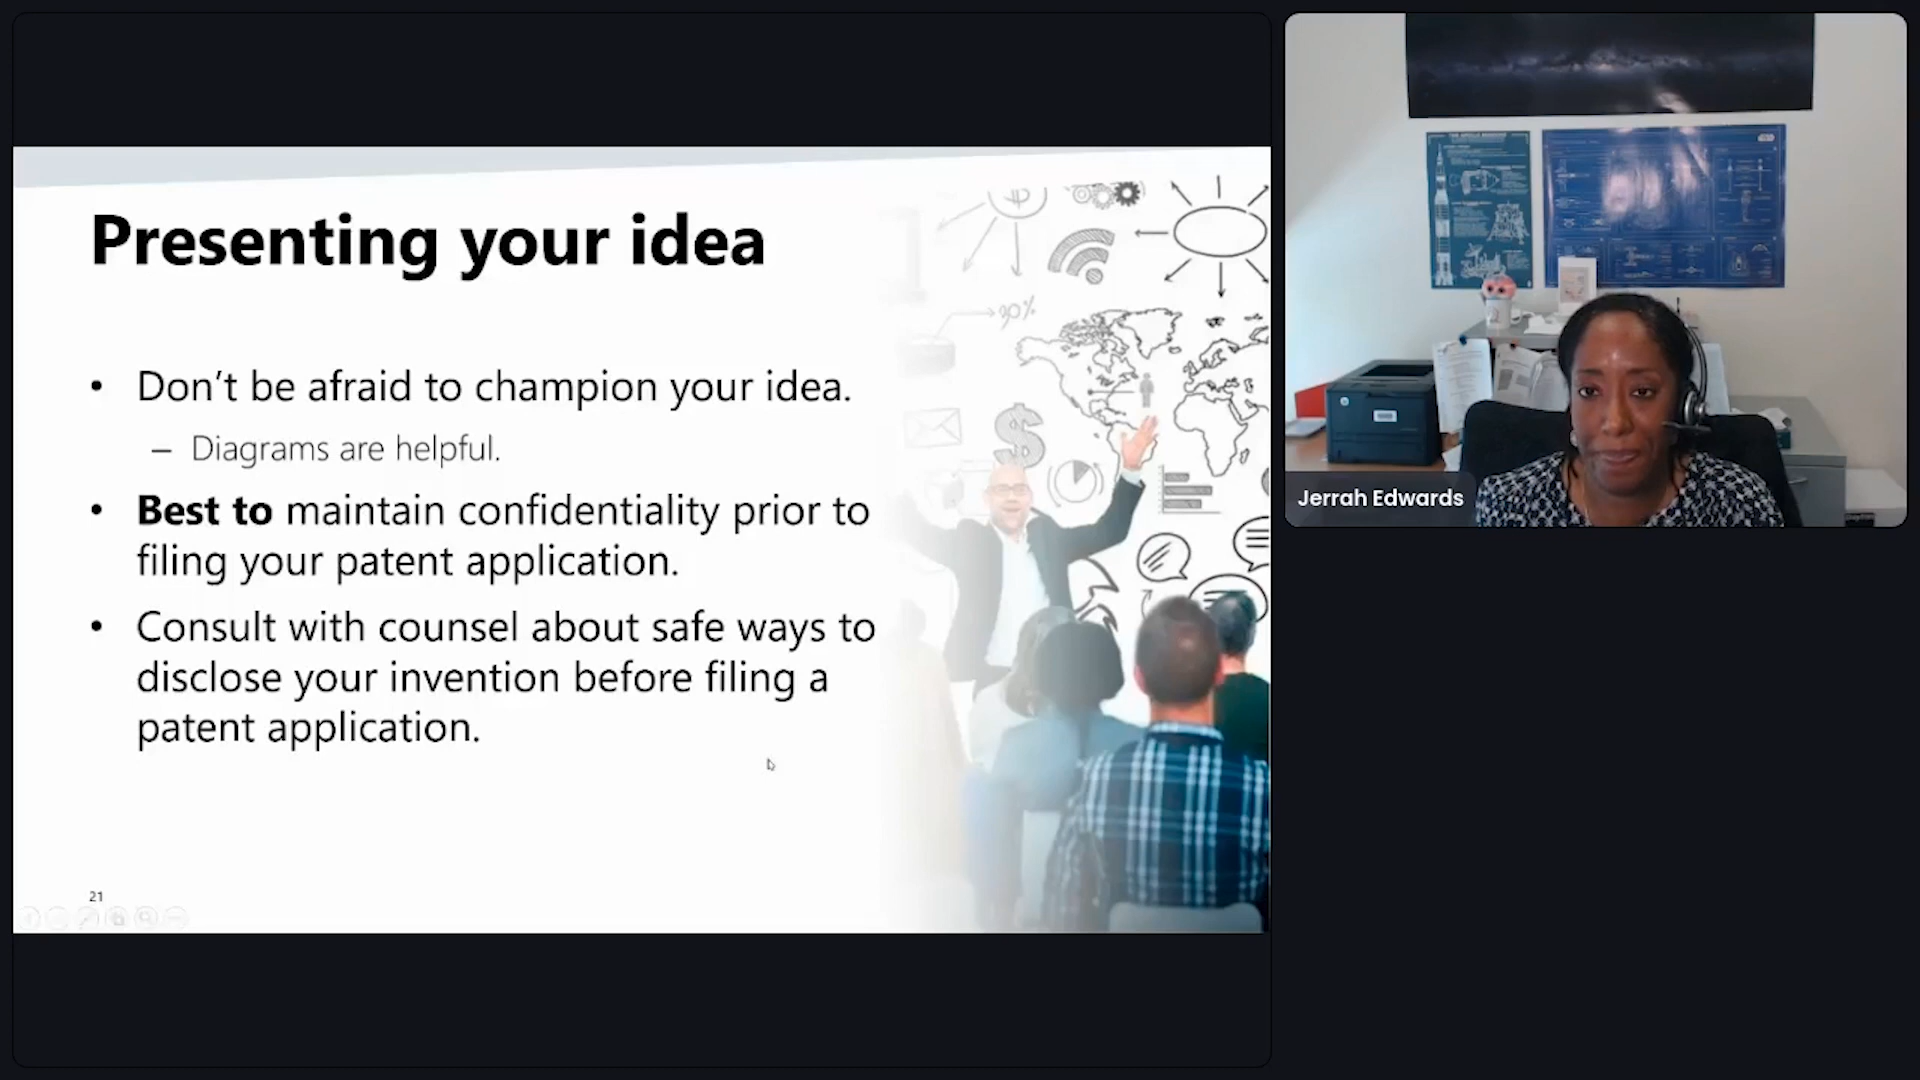 Presenting your idea
• Don’t be afraid to champion your idea.
– Diagrams are helpful.
• Best to maintain confidentiality prior to
filing your patent application.
• Consult with counsel about safe ways to
disclose your invention before filing a
patent application.
21
30%
$
Jerrah Edwards